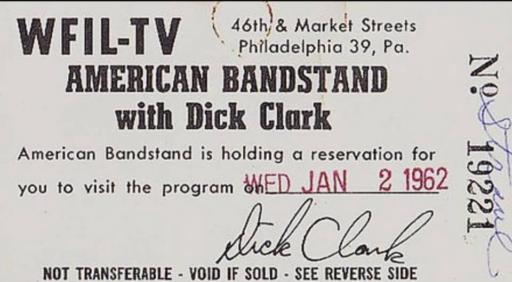 WFIL-TV
46th & Market Streets
Philadelphia 39, Pa.
AMERICAN BANDSTAND
with Dick Clark
American Bandstand is holding a reservation for
you to visit the program on WED JAN 2 1962
Dick Clark
NOT TRANSFERABLE - VOID IF SOLD - SEE REVERSE SIDE
No. 19221